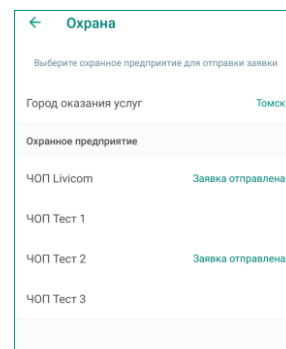 Охрана
Выберите охранное предприятие для отправки заявки
Город оказания услуг Томск
Охранное предприятие
ЧОП Livicom Заявка отправлена
ЧОП Тест 1
ЧОП Тест 2 Заявка отправлена
ЧОП Тест 3